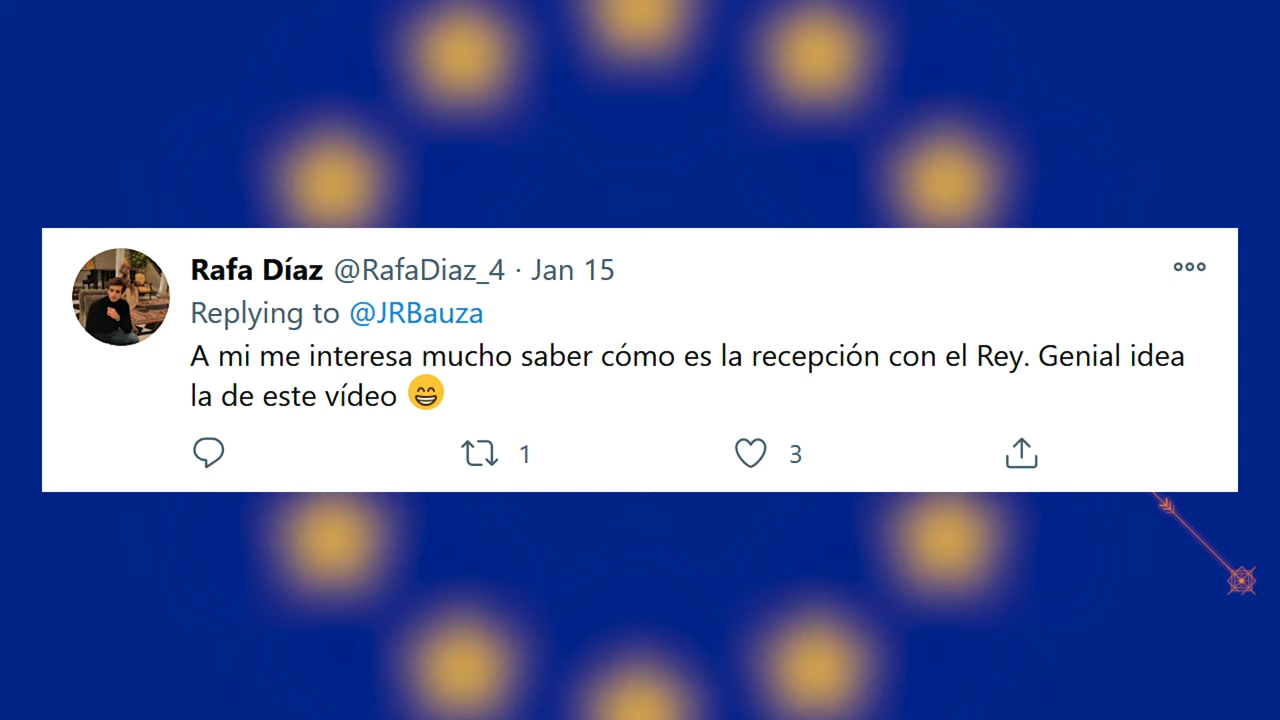 Rafa Díaz @RafaDiaz_4 · Jan 15
Replying to @JRBauza
A mi me interesa mucho saber cómo es la recepción con el Rey. Genial idea
la de este vídeo 😁
1 3